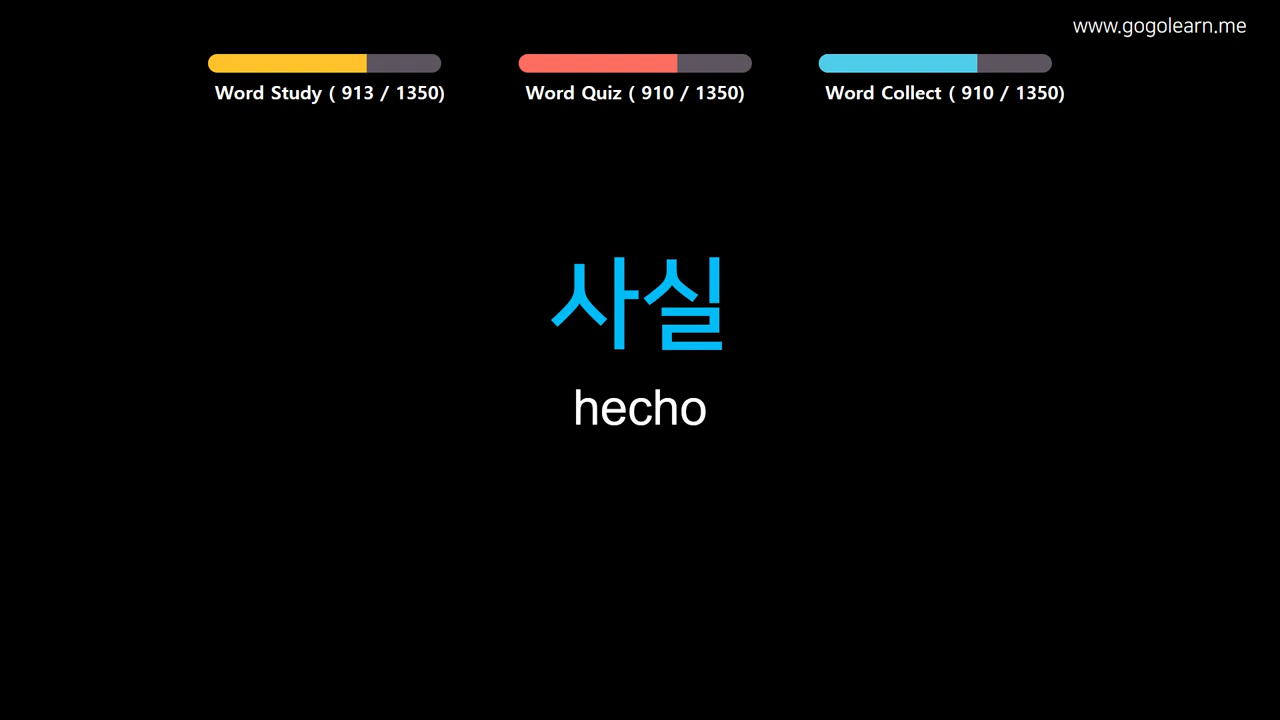 www.gogolearn.me
Word Study ( 913 / 1350)
Word Quiz ( 910 / 1350)
Word Collect ( 910 / 1350)
사실
hecho